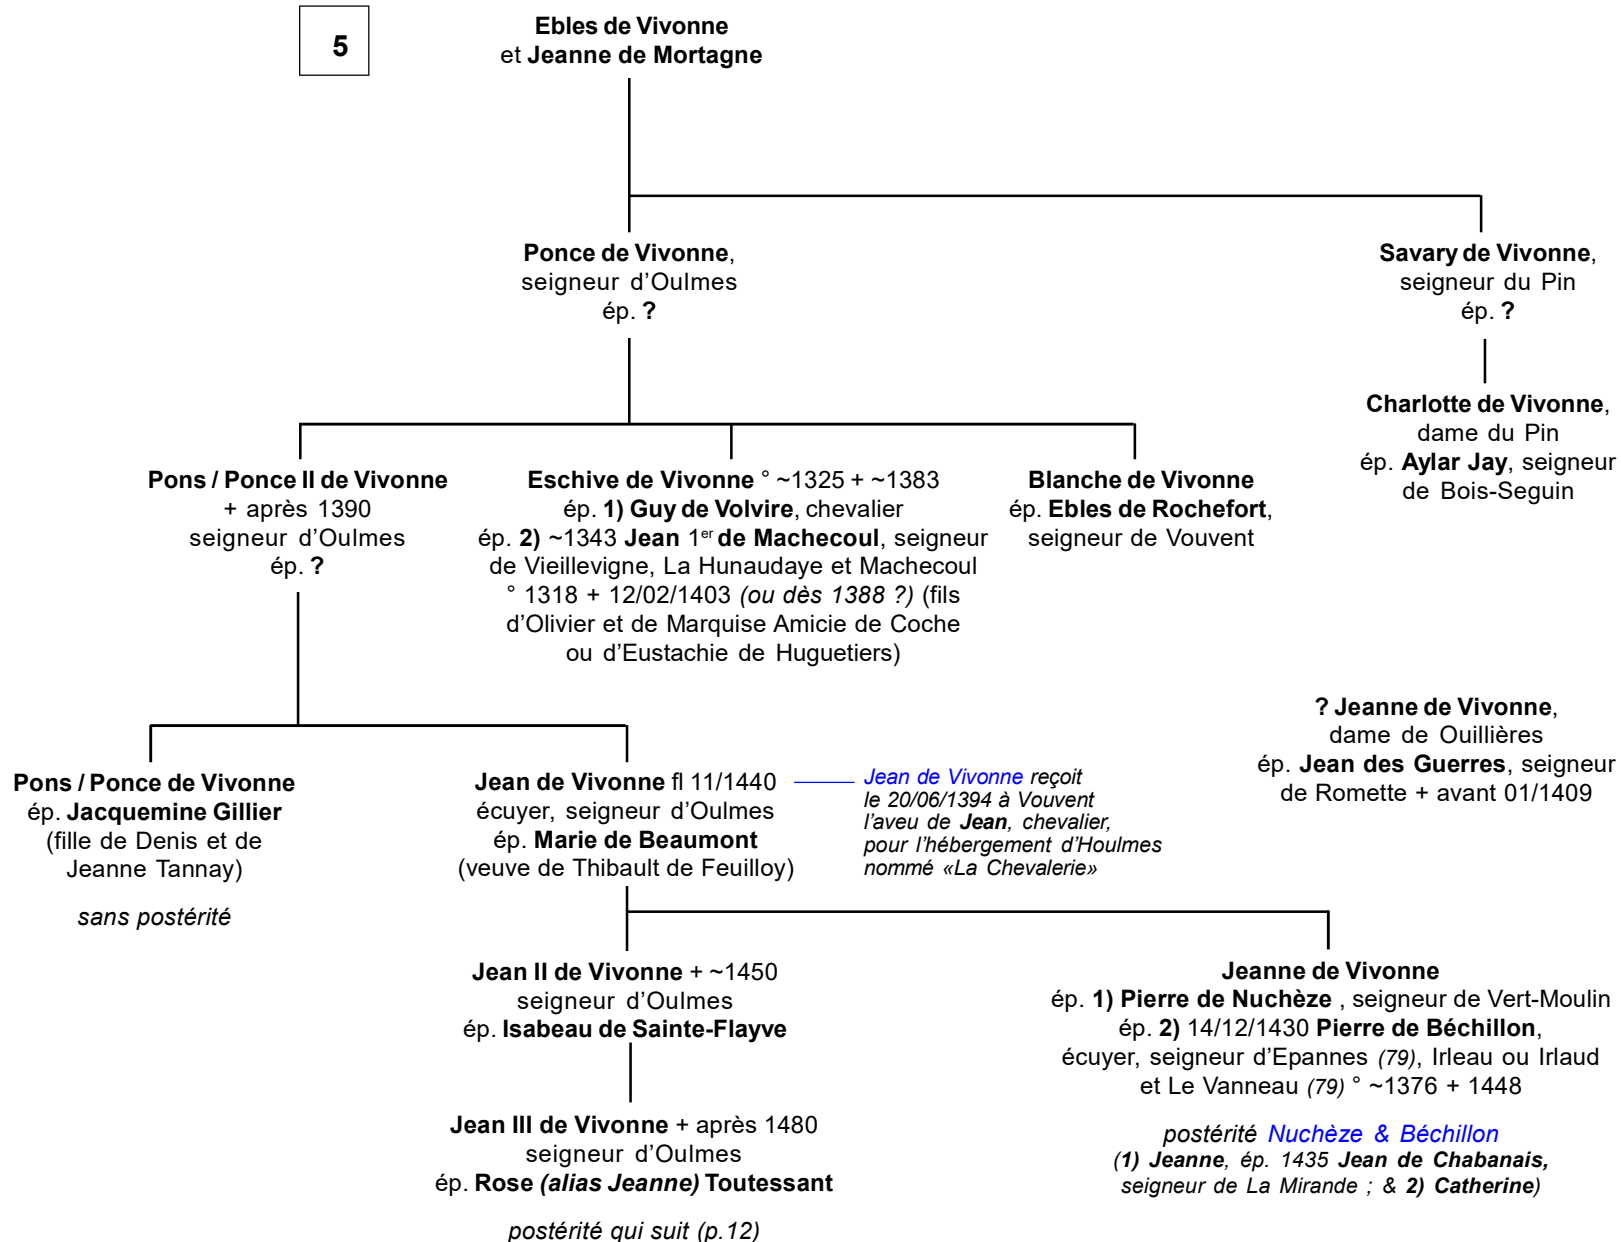 5
Ebles de Vivonne
et Jeanne de Mortagne
Ponce de Vivonne,
seigneur d'Oulmes
ép. ?
Savary de Vivonne,
seigneur du Pin
ép. ?
Charlotte de Vivonne,
dame du Pin
ép. Aylar Jay, seigneur
de Bois-Seguin
Pons / Ponce II de Vivonne
+ après 1390
seigneur d'Oulmes
ép. ?
Eschive de Vivonne ° ~1325 + ~1383
ép. 1) Guy de Volvire, chevalier
ép. 2) ~1343 Jean 1er de Machecoul, seigneur
de Vieillevigne, La Hunaudaye et Machecoul
° 1318 + 12/02/1403 (ou dès 1388 ?) (fils
d'Olivier et de Marquise Amicie de Coche
ou d'Eustachie de Huguetiers)
Blanche de Vivonne
ép. Ebles de Rochefort,
seigneur de Vouvent
? Jeanne de Vivonne,
dame de Ouillières
ép. Jean des Guerres, seigneur
de Romette + avant 01/1409
Pons / Ponce de Vivonne
ép. Jacquemine Gillier
(fille de Denis et de
Jeanne Tannay)
sans postérité
Jean de Vivonne fl 11/1440
écuyer, seigneur d'Oulmes
ép. Marie de Beaumont
(veuve de Thibault de Feuilloy)
Jean de Vivonne reçoit
le 20/06/1394 à Vouvent
l'aveu de Jean, chevalier,
pour l'hébergement d'Houlmes
nommé «La Chevalerie»
Jean II de Vivonne + ~1450
seigneur d'Oulmes
ép. Isabeau de Sainte-Flayve
Jeanne de Vivonne
ép. 1) Pierre de Nuchèze , seigneur de Vert-Moulin
ép. 2) 14/12/1430 Pierre de Béchillon,
écuyer, seigneur d'Epannes (79), Irleau ou Irlaud
et Le Vanneau (79) ° ~1376 + 1448
postérité Nuchèze & Béchillon
(1) Jeanne, ép. 1435 Jean de Chabanais,
seigneur de La Mirande ; & 2) Catherine)
Jean III de Vivonne + après 1480
seigneur d'Oulmes
ép. Rose (alias Jeanne) Toutessant
postérité qui suit (p.12)